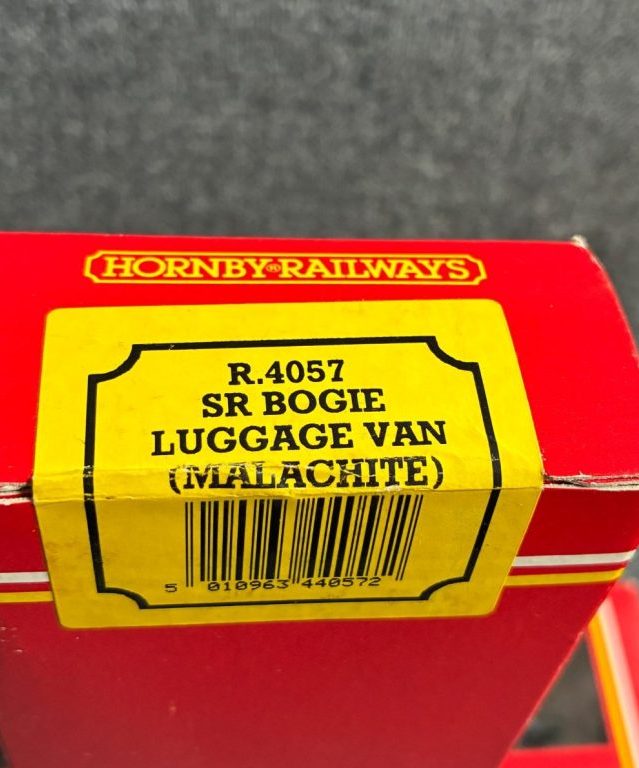 HORNBY® RAILWAYS
R.4057
SR BOGIE
LUGGAGE VAN
(MALACHITE)
5 010963 440572